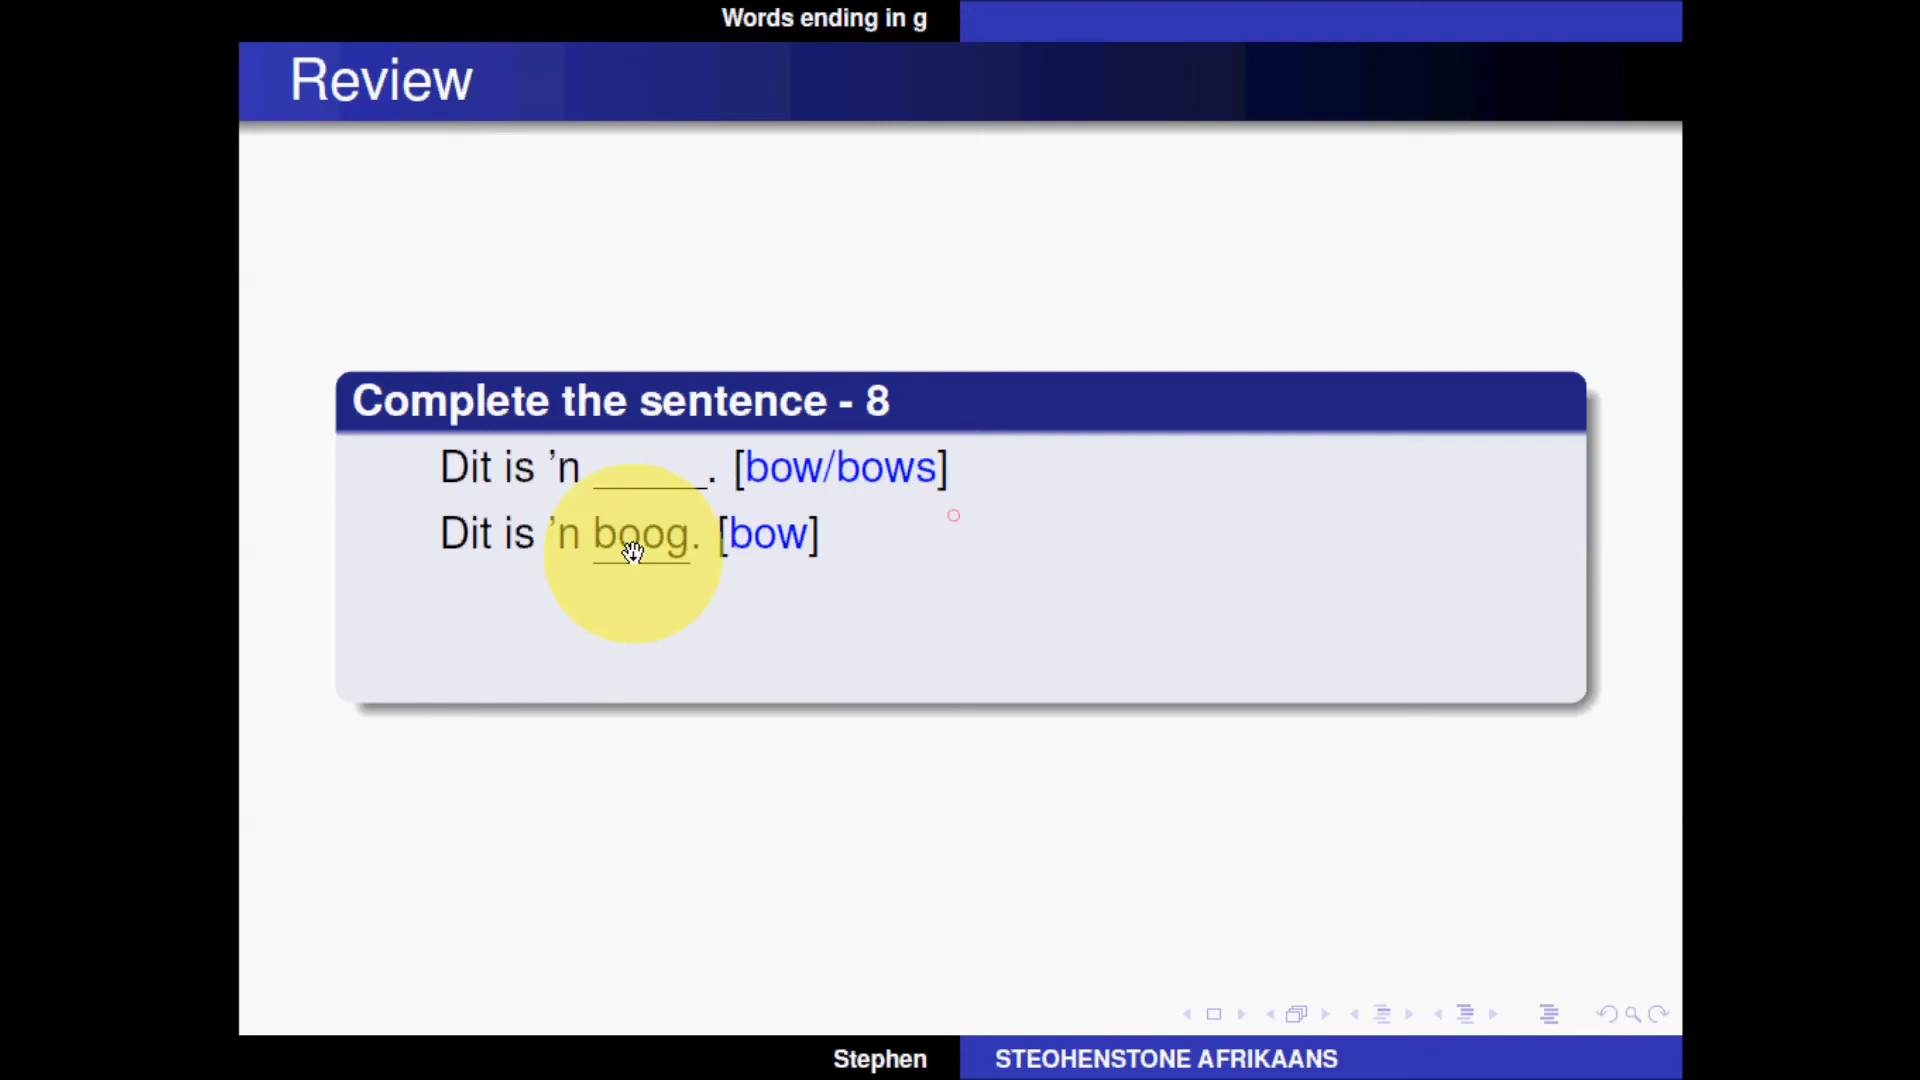 Words ending in g
Review
Complete the sentence - 8
Dit is ’n _____. [bow/bows]
Dit is ’n boog. [bow]
Stephen
STEOHENSTONE AFRIKAANS